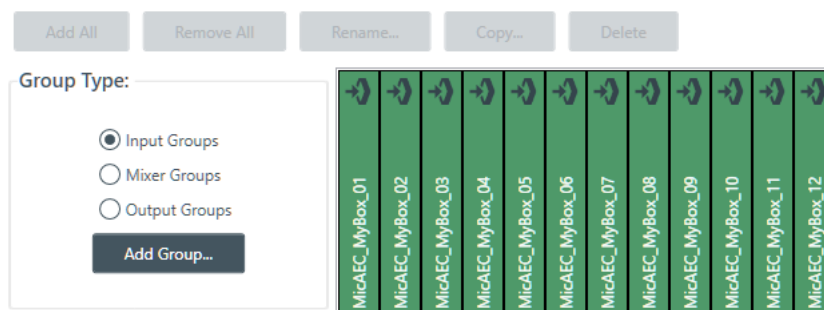 Add All
Remove All
Rename...
Copy...
Delete
Group Type:
Input Groups
Mixer Groups
Output Groups
Add Group...
MicAEC_MyBox_01
MicAEC_MyBox_02
MicAEC_MyBox_03
MicAEC_MyBox_04
MicAEC_MyBox_05
MicAEC_MyBox_06
MicAEC_MyBox_07
MicAEC_MyBox_08
MicAEC_MyBox_09
MicAEC_MyBox_10
MicAEC_MyBox_11
MicAEC_MyBox_12